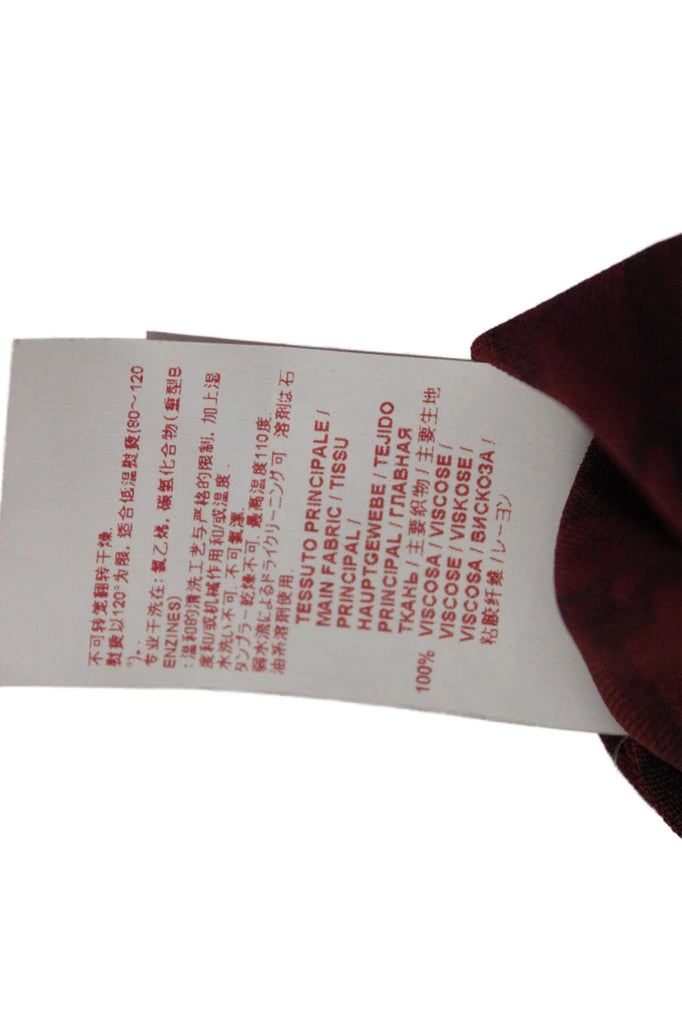 不可转笼翻转干燥.
熨烫以120°为限, 适合低温熨烫(80~120
°).
专业干洗在: 氯乙烯, 碳氢化合物(重型B
ENZINES)
: 温和的清洗工艺与严格的限制, 加上湿
度和/或机械作用和/或温度.
水洗い不可. 不可氯漂.
タンブラー乾燥不可. 最高温度110度.
弱水流によるドライクリーニング可 溶剤は石
油系溶剤使用.
TESSUTO PRINCIPALE /
MAIN FABRIC / TISSU
PRINCIPAL /
HAUPTGEWEBE / TEJIDO
PRINCIPAL / ГЛАВНАЯ
ТКАНЬ / 主要织物 / 主要生地
100% VISCOSA / VISCOSE /
VISCOSE / VISKOSE /
VISCOSA / ВИСКОЗА /
粘胶纤维 / レーヨン